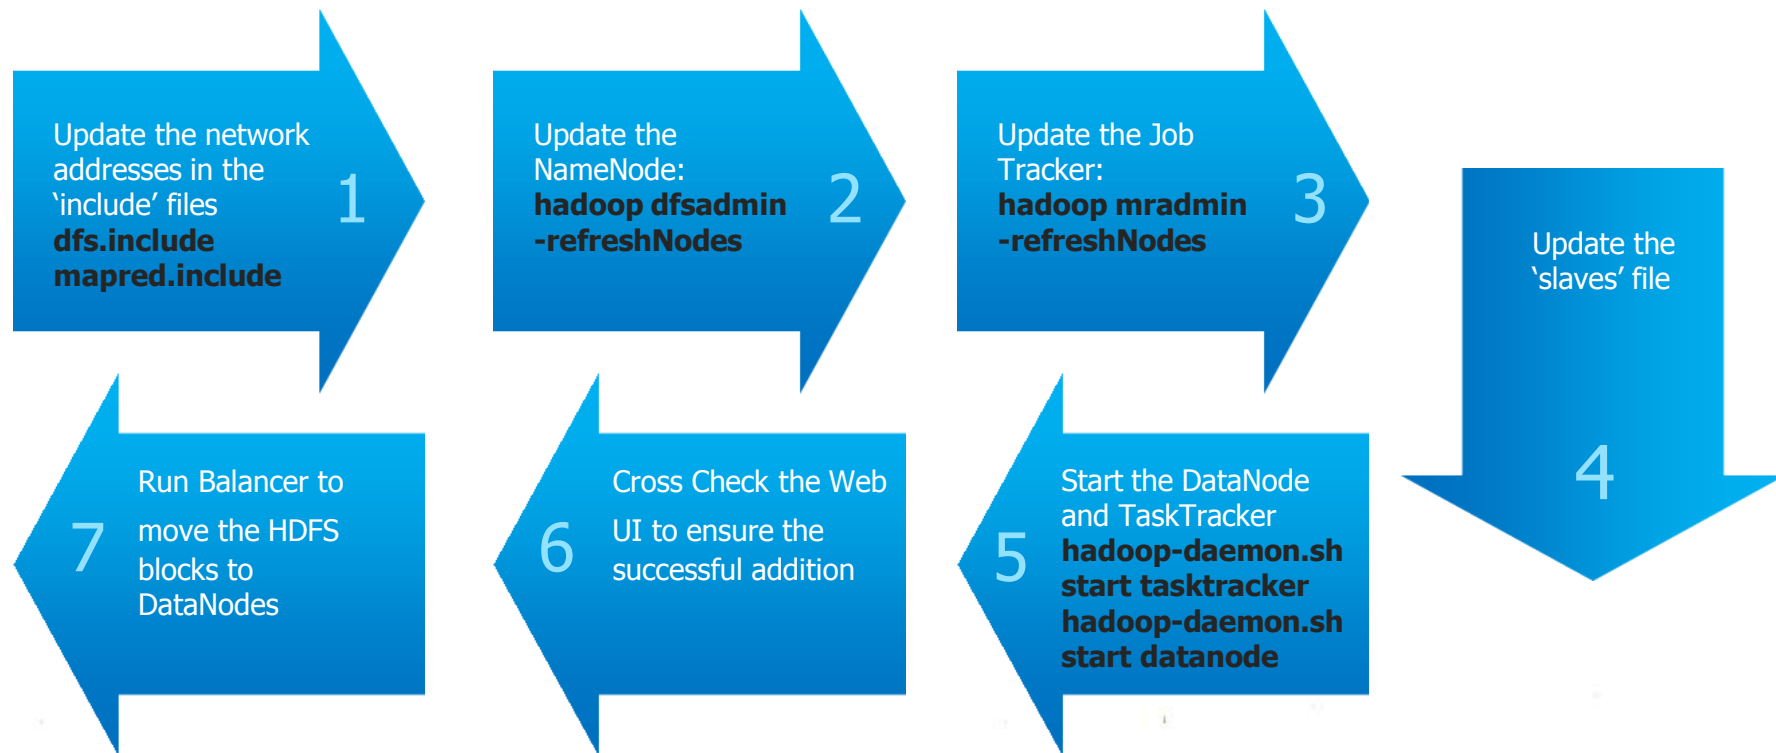 Update the network
addresses in the
‘include’ files
dfs.include
mapred.include
1
Update the
NameNode:
hadoop dfsadmin
-refreshNodes
2
Update the Job
Tracker:
hadoop mradmin
-refreshNodes
3
Update the
‘slaves’ file
4
Start the DataNode
and TaskTracker
hadoop-daemon.sh
start tasktracker
hadoop-daemon.sh
start datanode
5
Cross Check the Web
UI to ensure the
successful addition
6
Run Balancer to
move the HDFS
blocks to
DataNodes
7